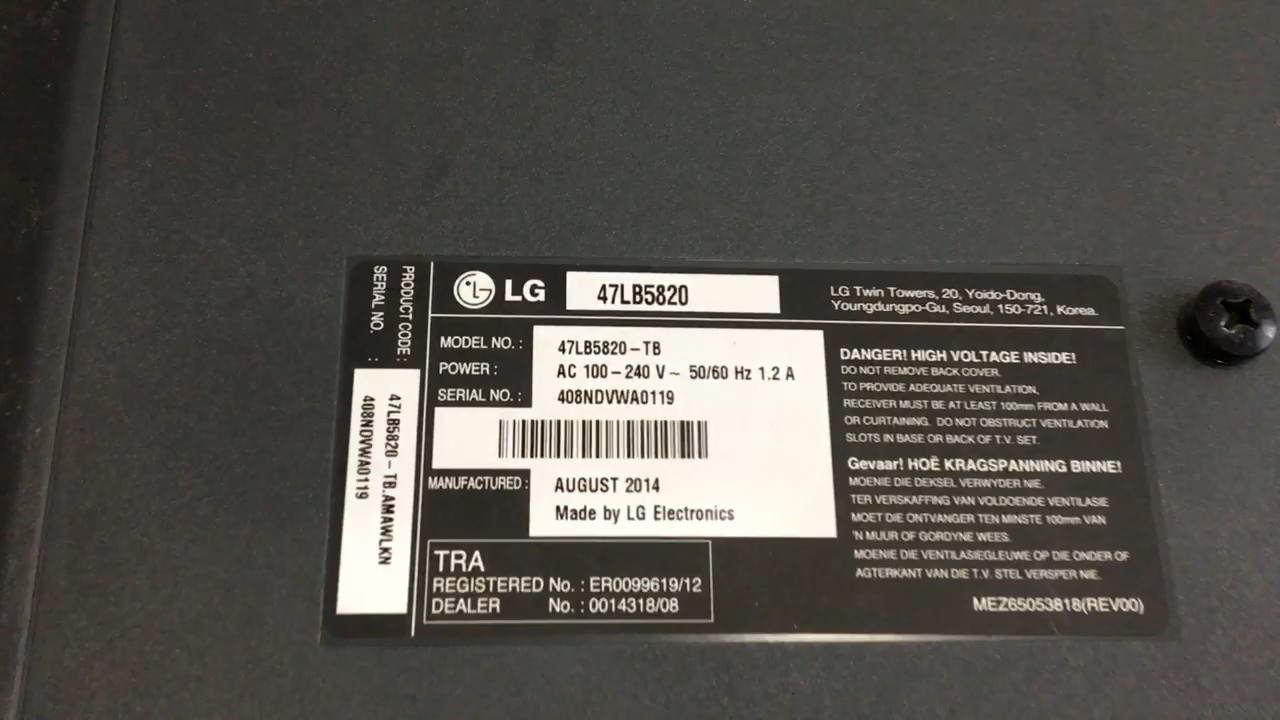 PRODUCT CODE :
SERIAL NO. :
47LB5820-TB.AMAWLKN
408NDVWA0119
LG 47LB5820
LG Twin Towers, 20, Yoido-Dong,
Youngdungpo-Gu, Seoul, 150-721, Korea.
MODEL NO. : 47LB5820-TB
POWER : AC 100-240 V~ 50/60 Hz 1.2 A
SERIAL NO. : 408NDVWA0119
MANUFACTURED : AUGUST 2014
Made by LG Electronics
TRA
REGISTERED No. : ER0099619/12
DEALER No. : 0014318/08
DANGER! HIGH VOLTAGE INSIDE!
DO NOT REMOVE BACK COVER.
TO PROVIDE ADEQUATE VENTILATION,
RECEIVER MUST BE AT LEAST 100mm FROM A WALL
OR CURTAINING. DO NOT OBSTRUCT VENTILATION
SLOTS IN BASE OR BACK OF T.V. SET.
Gevaar! HOË KRAGSPANNING BINNE!
MOENIE DIE DEKSEL VERWYDER NIE.
TER VERSKAFFING VAN VOLDOENDE VENTILASIE
MOET DIE ONTVANGER TEN MINSTE 100mm VAN
'N MUUR OF GORDYNE WEES.
MOENIE DIE VENTILASIEGLEUWE OP DIE ONDER OF
AGTERKANT VAN DIE T.V. STEL VERSPER NIE.
MEZ65053818(REV00)